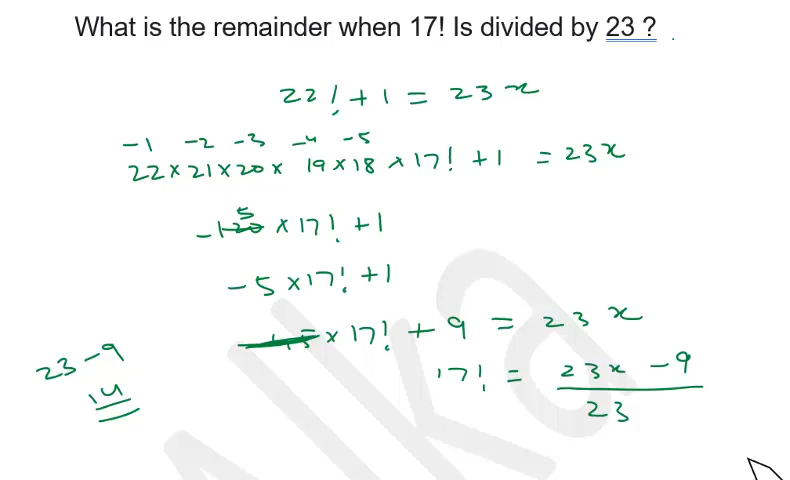 What is the remainder when 17! Is divided by 23 ? .
22! + 1 = 23x
-1 -2 -3 -4 -5
22 × 21 × 20 × 19 × 18 × 17! + 1 = 23x
5
-120 × 17! + 1
-5 × 17! + 1
× 17! + 9 = 23x
23 - 9
14
17! = 23x - 9
23
alka